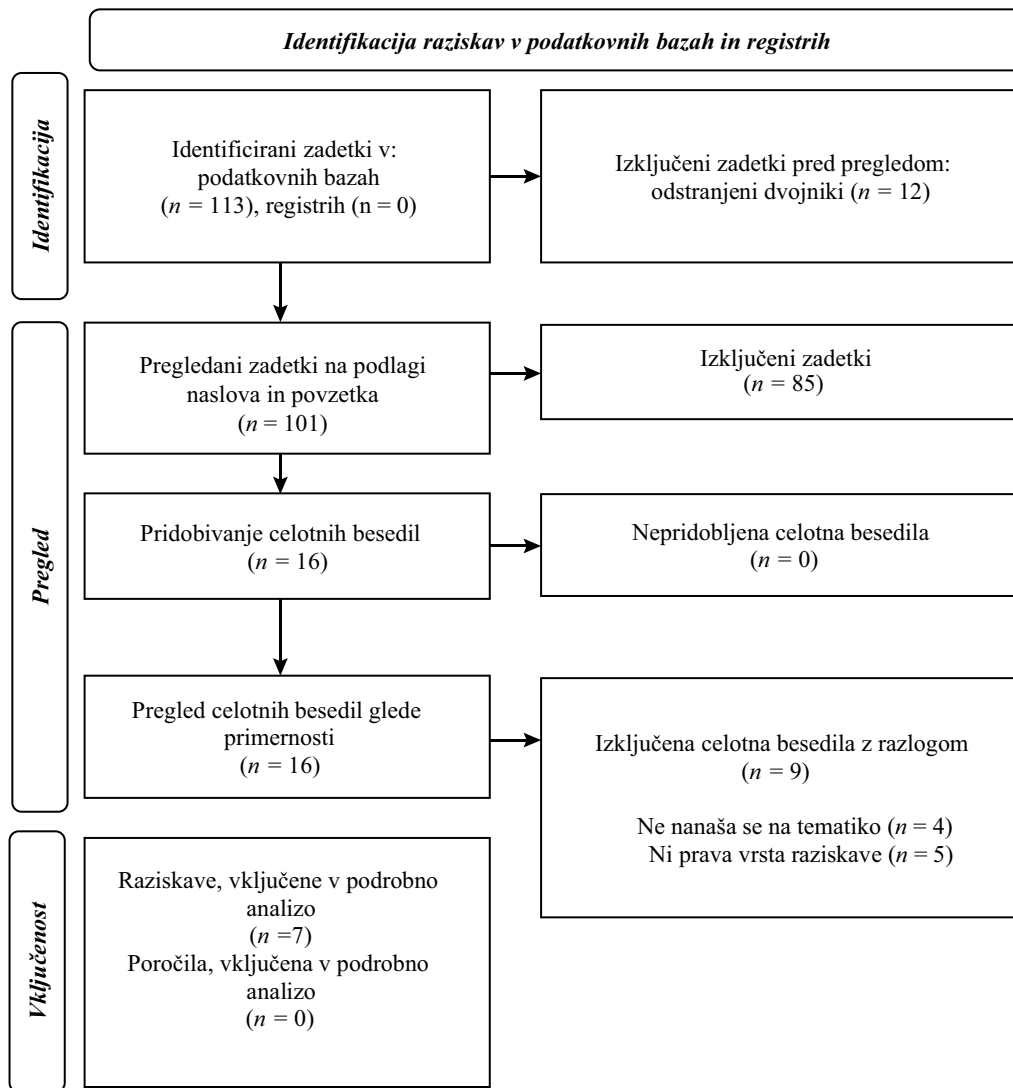 Identifikacija raziskav v podatkovnih bazah in registrih
Identifikacija
Identificirani zadetki v:
podatkovnih bazah
(n = 113), registrih (n = 0)
Izključeni zadetki pred pregledom:
odstranjeni dvojniki (n = 12)
Pregled
Pregledani zadetki na podlagi
naslova in povzetka
(n = 101)
Izključeni zadetki
(n = 85)
Pridobivanje celotnih besedil
(n = 16)
Nepridobljena celotna besedila
(n = 0)
Pregled celotnih besedil glede
primernosti
(n = 16)
Izključena celotna besedila z razlogom
(n = 9)
Ne nanaša se na tematiko (n = 4)
Ni prava vrsta raziskave (n = 5)
Vključenost
Raziskave, vključene v podrobno
analizo
(n =7)
Poročila, vključena v podrobno
analizo
(n = 0)